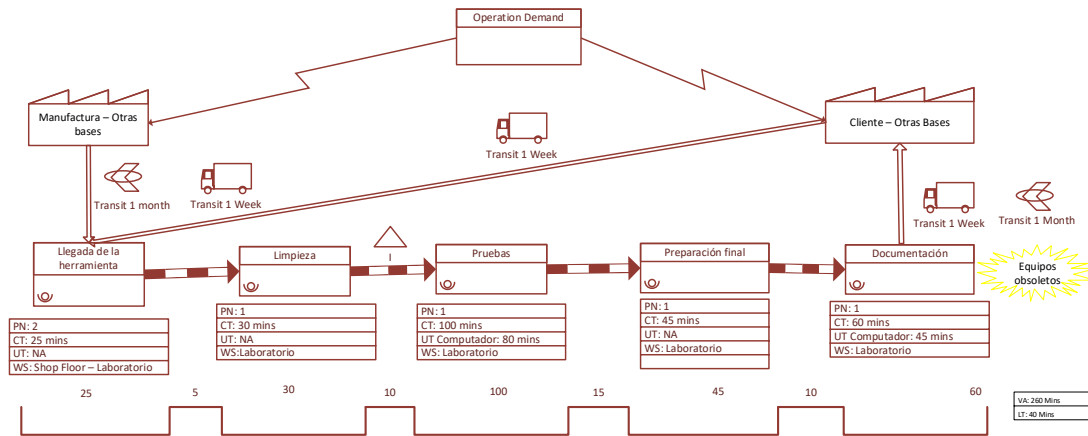 Operation Demand
Manufactura – Otras
bases
Cliente – Otras Bases
Transit 1 Week
Transit 1 month
Transit 1 Week
Transit 1 Week
Transit 1 Month
Llegada de la
herramienta
Limpieza
I
Pruebas
Preparación final
Documentación
Equipos
obsoletos
PN: 2
CT: 25 mins
UT: NA
WS: Shop Floor – Laboratorio
PN: 1
CT: 30 mins
UT: NA
WS:Laboratorio
PN: 1
CT: 100 mins
UT Computador: 80 mins
WS: Laboratorio
PN: 1
CT: 45 mins
UT: NA
WS: Laboratorio
PN: 1
CT: 60 mins
UT Computador: 45 mins
WS:Laboratorio
25
5
30
10
100
15
45
10
60
VA: 260 Mins
LT: 40 Mins